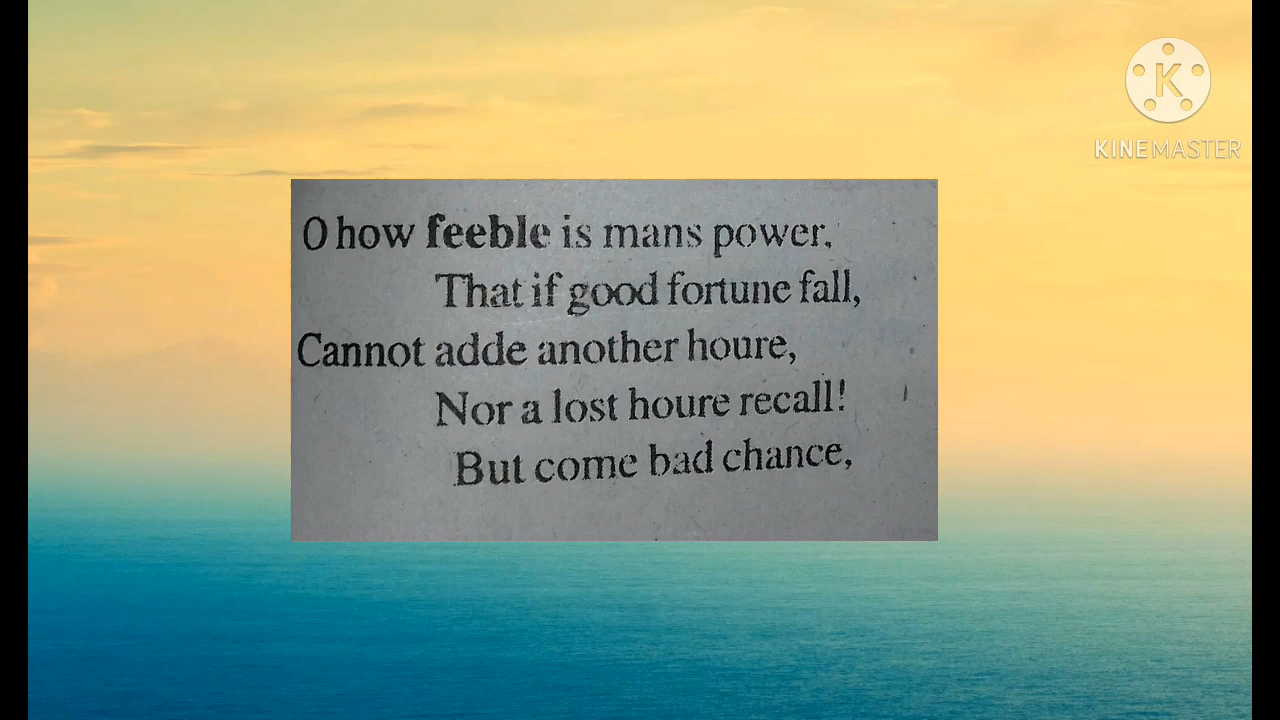 KINEMASTER
O how feeble is mans power,
That if good fortune fall,
Cannot adde another houre,
Nor a lost houre recall!
But come bad chance,